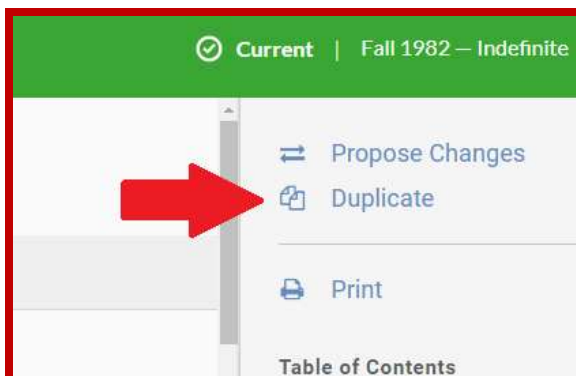 Current | Fall 1982 — Indefinite
Propose Changes
Duplicate
Print
Table of Contents